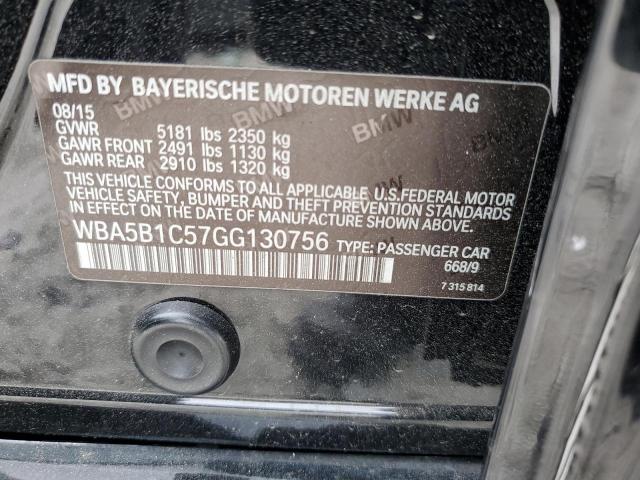 MFD BY BAYERISCHE MOTOREN WERKE AG
08/15
GVWR 5181 lbs 2350 kg
GAWR FRONT 2491 lbs 1130 kg
GAWR REAR 2910 lbs 1320 kg
THIS VEHICLE CONFORMS TO ALL APPLICABLE U.S.FEDERAL MOTOR
VEHICLE SAFETY, BUMPER AND THEFT PREVENTION STANDARDS
IN EFFECT ON THE DATE OF MANUFACTURE SHOWN ABOVE.
WBA5B1C57GG130756 TYPE: PASSENGER CAR
668/9
7 315 814
BMW
BMW
BMW